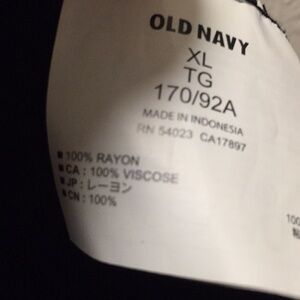 OLD NAVY
XL
TG
170/92A
MADE IN INDONESIA
RN 54023 CA17897
■ 100% RAYON
■ CA : 100% VISCOSE
■ JP : レーヨン
■ CN : 100%
100